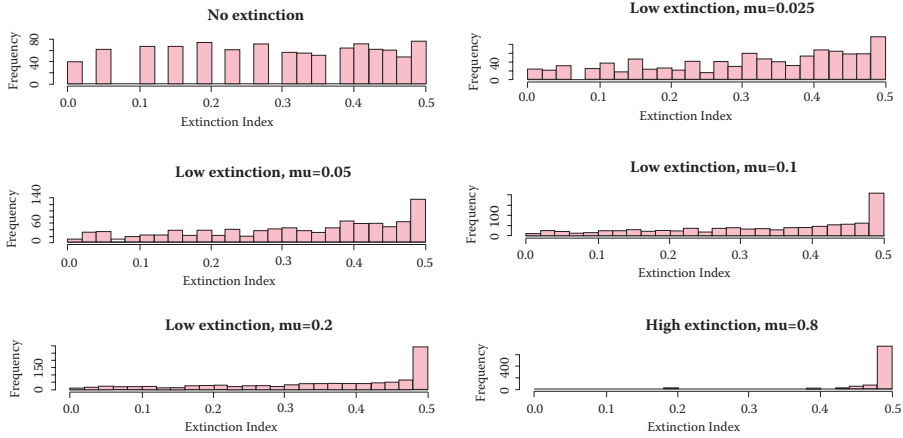 No extinction
Frequency
0 40 80
0.0 0.1 0.2 0.3 0.4 0.5
Extinction Index
Low extinction, mu=0.025
Frequency
40
0.0 0.1 0.2 0.3 0.4 0.5
Extinction Index
Low extinction, mu=0.05
Frequency
0 60 140
0.0 0.1 0.2 0.3 0.4 0.5
Extinction Index
Low extinction, mu=0.1
Frequency
0 100
0.0 0.1 0.2 0.3 0.4 0.5
Extinction Index
Low extinction, mu=0.2
Frequency
0 150
0.0 0.1 0.2 0.3 0.4 0.5
Extinction Index
High extinction, mu=0.8
Frequency
0 400
0.0 0.1 0.2 0.3 0.4 0.5
Extinction Index